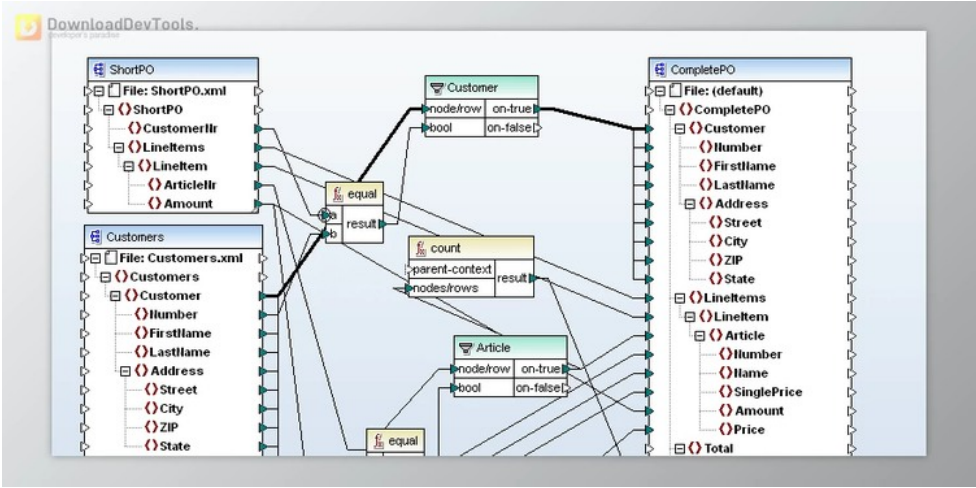 DownloadDevTools.
developer's paradise
ShortPO
File: ShortPO.xml
ShortPO
CustomerNr
LineItems
LineItem
ArticleNr
Amount
Customers
File: Customers.xml
Customers
Customer
Number
FirstName
LastName
Address
Street
City
ZIP
State
Customer
node/row on-true
bool on-false
equal
a
result
b
count
parent-context
result
nodes/rows
Article
node/row on-true
bool on-false
equal
CompletePO
File: (default)
CompletePO
Customer
Number
FirstName
LastName
Address
Street
City
ZIP
State
LineItems
LineItem
Article
Number
Name
SinglePrice
Amount
Price
Total